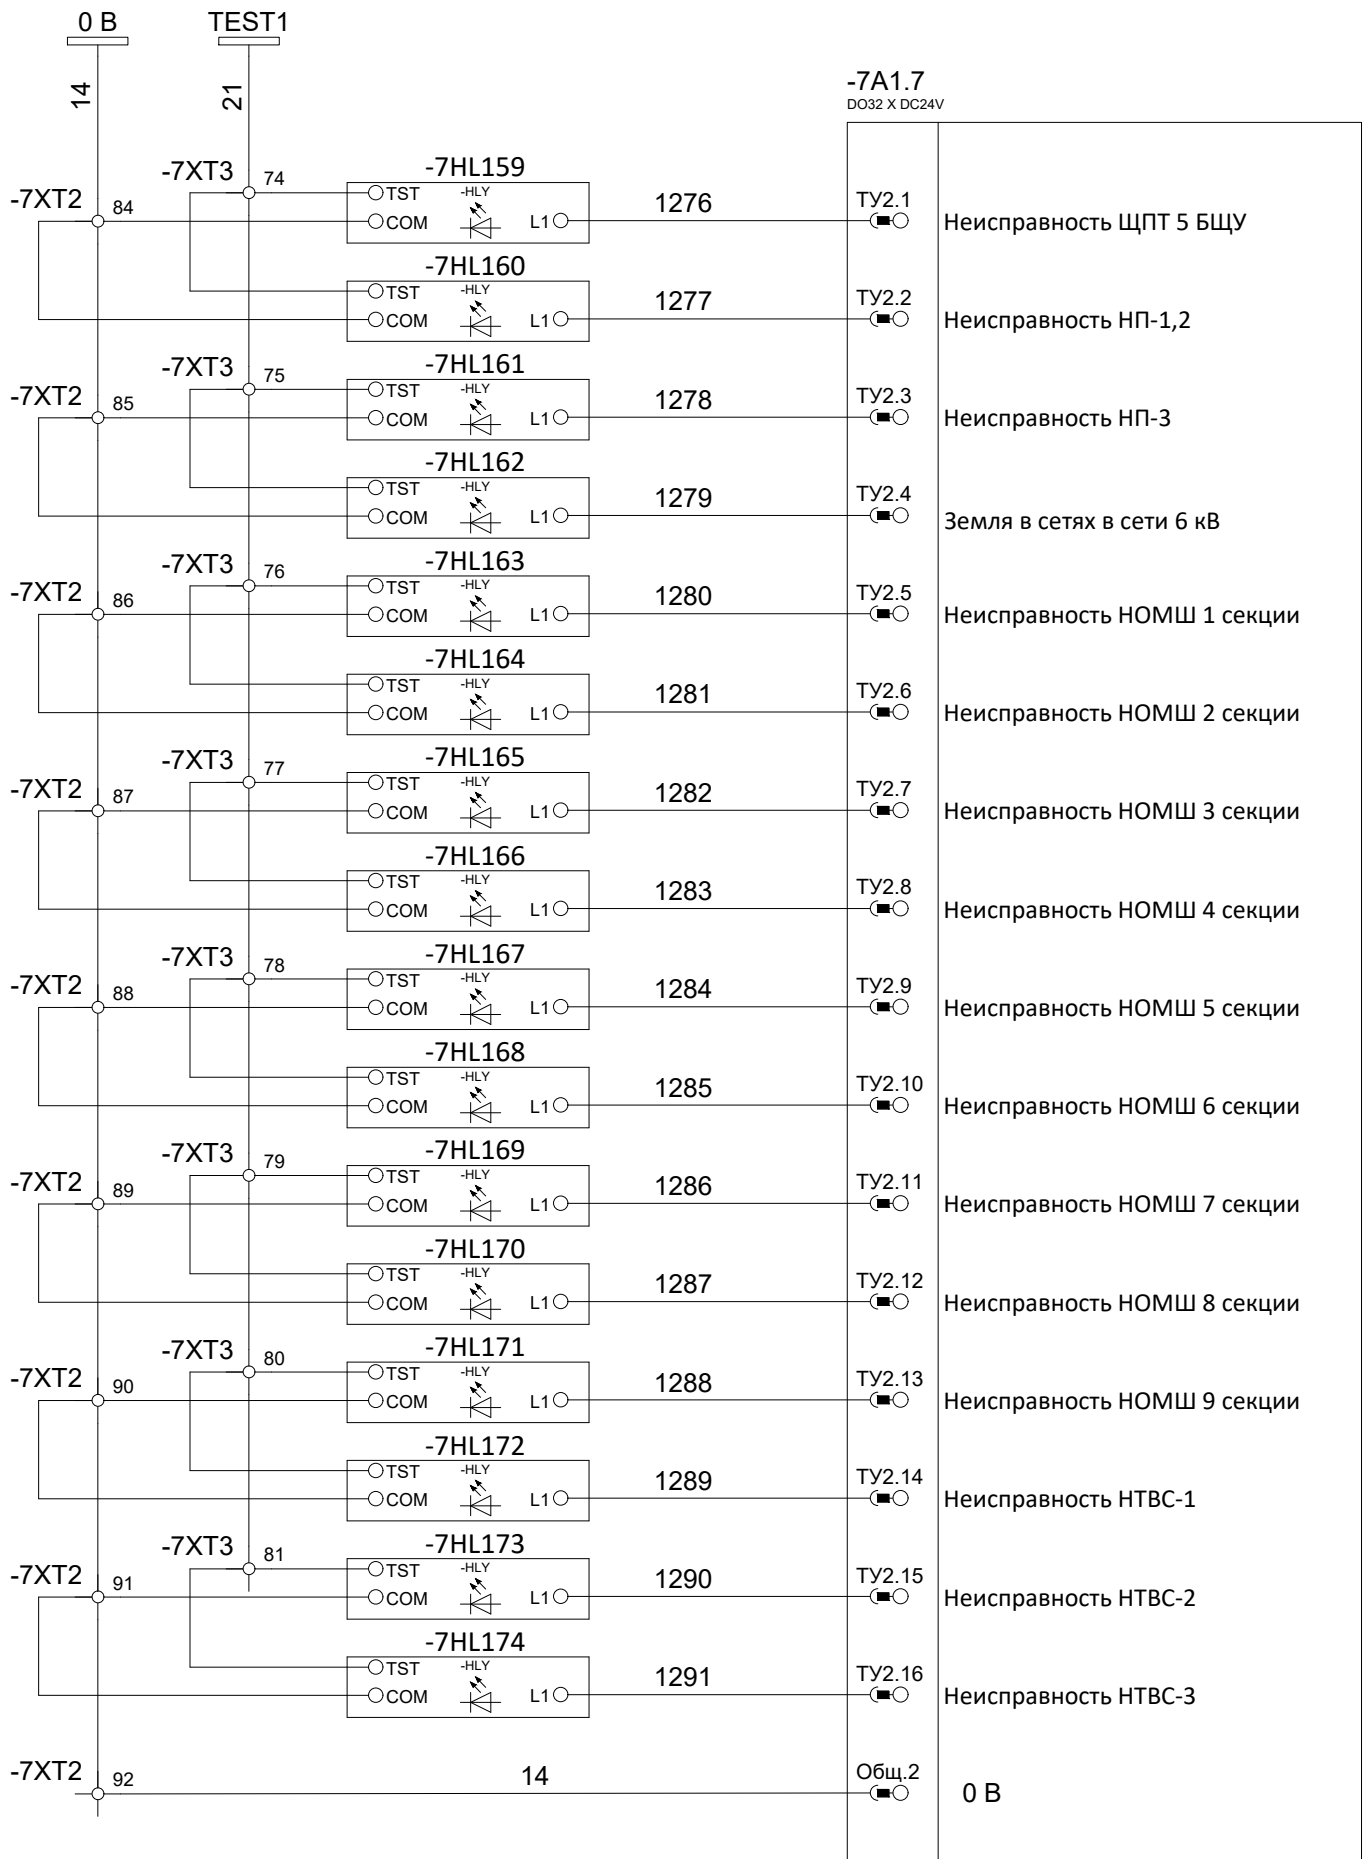 0 В
TEST1
14
21
-7A1.7
DO32 X DC24V
-7XT3
74
-7HL159
TST
-HLY
-7XT2
84
COM
L1
1276
ТУ2.1
Неисправность ЩПТ 5 БЩУ
-7HL160
TST
-HLY
COM
L1
1277
ТУ2.2
Неисправность НП-1,2
-7XT3
75
-7HL161
TST
-HLY
-7XT2
85
COM
L1
1278
ТУ2.3
Неисправность НП-3
-7HL162
TST
-HLY
COM
L1
1279
ТУ2.4
Земля в сетях в сети 6 кВ
-7XT3
76
-7HL163
TST
-HLY
-7XT2
86
COM
L1
1280
ТУ2.5
Неисправность НОМШ 1 секции
-7HL164
TST
-HLY
COM
L1
1281
ТУ2.6
Неисправность НОМШ 2 секции
-7XT3
77
-7HL165
TST
-HLY
-7XT2
87
COM
L1
1282
ТУ2.7
Неисправность НОМШ 3 секции
-7HL166
TST
-HLY
COM
L1
1283
ТУ2.8
Неисправность НОМШ 4 секции
-7XT3
78
-7HL167
TST
-HLY
-7XT2
88
COM
L1
1284
ТУ2.9
Неисправность НОМШ 5 секции
-7HL168
TST
-HLY
COM
L1
1285
ТУ2.10
Неисправность НОМШ 6 секции
-7XT3
79
-7HL169
TST
-HLY
-7XT2
89
COM
L1
1286
ТУ2.11
Неисправность НОМШ 7 секции
-7HL170
TST
-HLY
COM
L1
1287
ТУ2.12
Неисправность НОМШ 8 секции
-7XT3
80
-7HL171
TST
-HLY
-7XT2
90
COM
L1
1288
ТУ2.13
Неисправность НОМШ 9 секции
-7HL172
TST
-HLY
COM
L1
1289
ТУ2.14
Неисправность НТВС-1
-7XT3
81
-7HL173
TST
-HLY
-7XT2
91
COM
L1
1290
ТУ2.15
Неисправность НТВС-2
-7HL174
TST
-HLY
COM
L1
1291
ТУ2.16
Неисправность НТВС-3
-7XT2
92
14
Общ.2
0 В